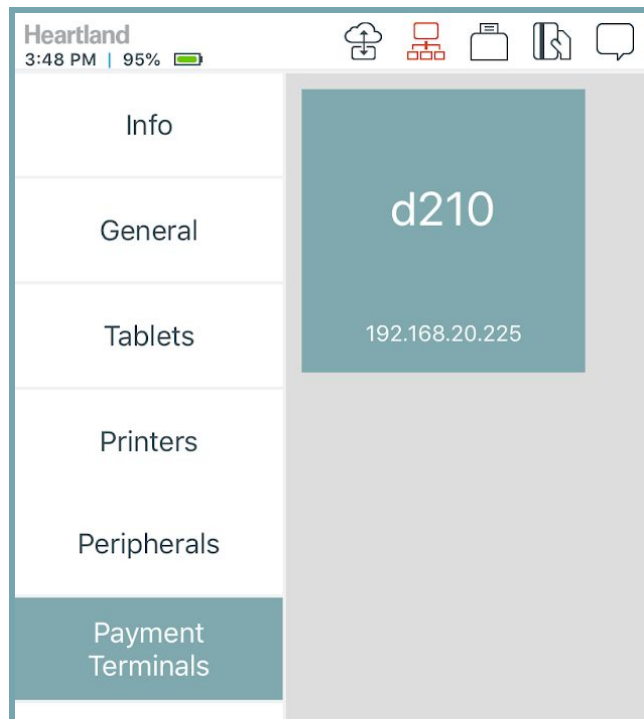 Heartland
3:48 PM | 95%
Info
General
Tablets
Printers
Peripherals
Payment
Terminals
d210
192.168.20.225